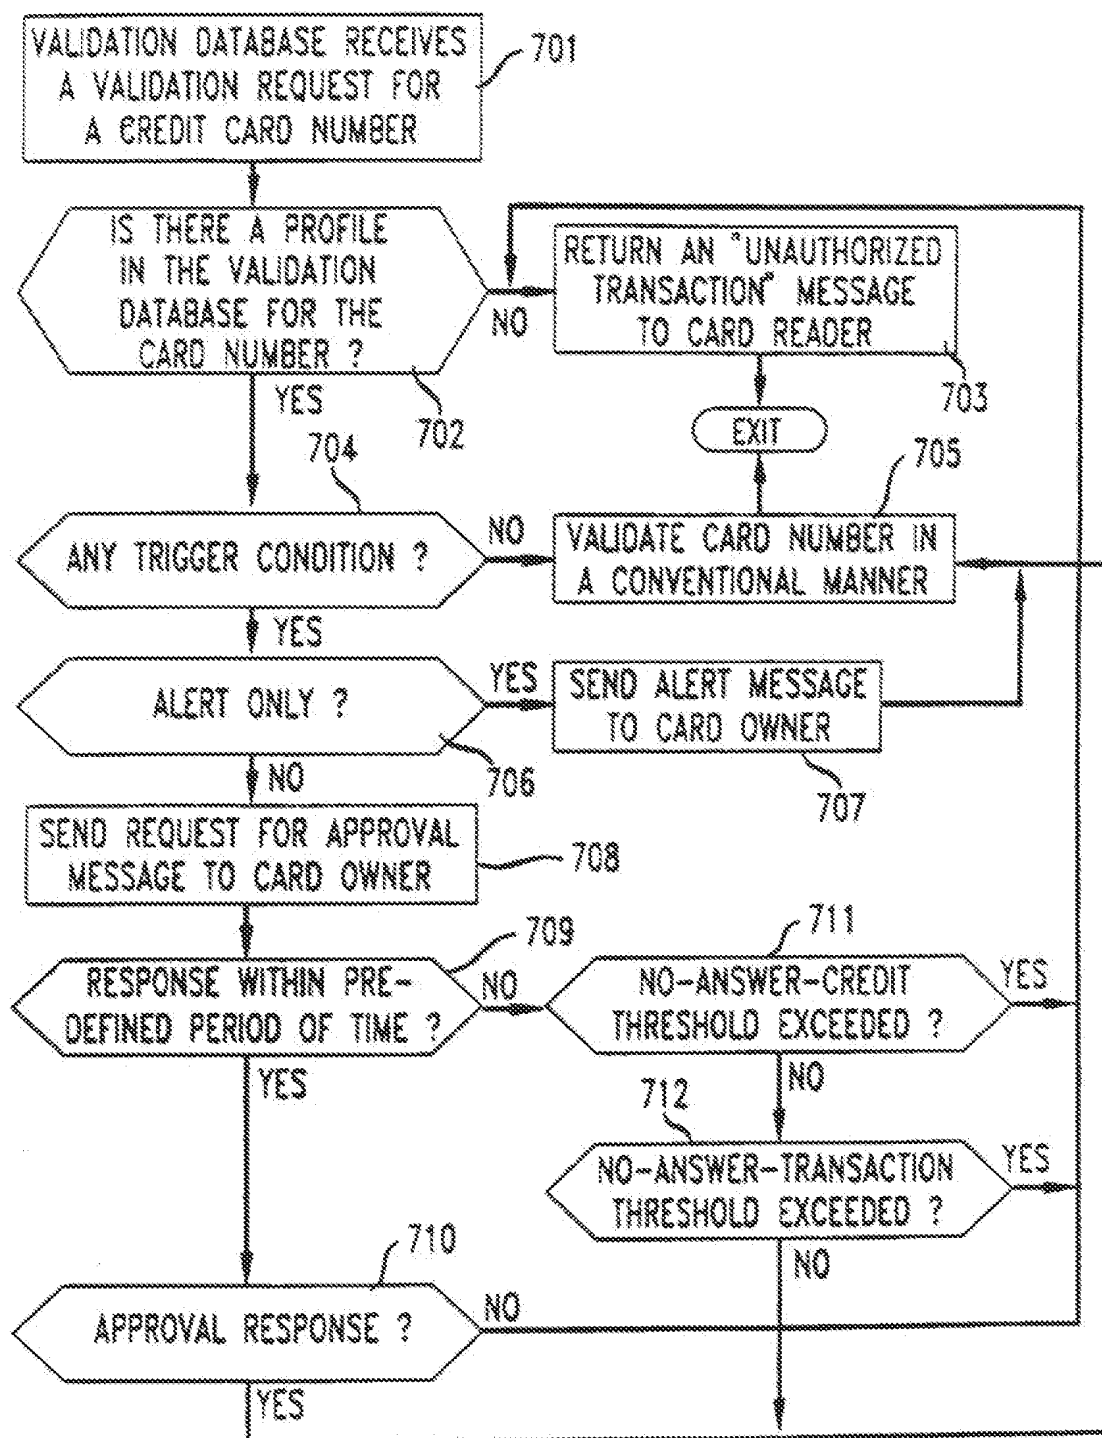 VALIDATION DATABASE RECEIVES
A VALIDATION REQUEST FOR
A CREDIT CARD NUMBER
701
IS THERE A PROFILE
IN THE VALIDATION
DATABASE FOR THE
CARD NUMBER ?
702
NO
YES
RETURN AN "UNAUTHORIZED
TRANSACTION" MESSAGE
TO CARD READER
703
EXIT
704
ANY TRIGGER CONDITION ?
NO
YES
705
VALIDATE CARD NUMBER IN
A CONVENTIONAL MANNER
ALERT ONLY ?
706
YES
NO
SEND ALERT MESSAGE
TO CARD OWNER
707
SEND REQUEST FOR APPROVAL
MESSAGE TO CARD OWNER
708
709
RESPONSE WITHIN PRE-
DEFINED PERIOD OF TIME ?
NO
YES
711
NO-ANSWER-CREDIT
THRESHOLD EXCEEDED ?
YES
NO
712
NO-ANSWER-TRANSACTION
THRESHOLD EXCEEDED ?
YES
NO
710
APPROVAL RESPONSE ?
NO
YES